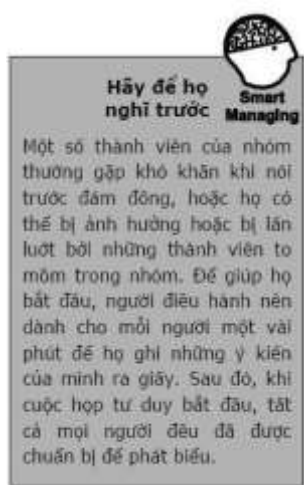 Hãy để họ
nghĩ trước
Smart
Managing
Một số thành viên của nhóm
thường gặp khó khăn khi nói
trước đám đông, hoặc họ có
thể bị ảnh hưởng hoặc bị lấn
lướt bởi những thành viên to
mồm trong nhóm. Để giúp họ
bắt đầu, người điều hành nên
dành cho mỗi người một vài
phút để họ ghi những ý kiến
của mình ra giấy. Sau đó, khi
cuộc họp tư duy bắt đầu, tất
cả mọi người đều đã được
chuẩn bị để phát biểu.